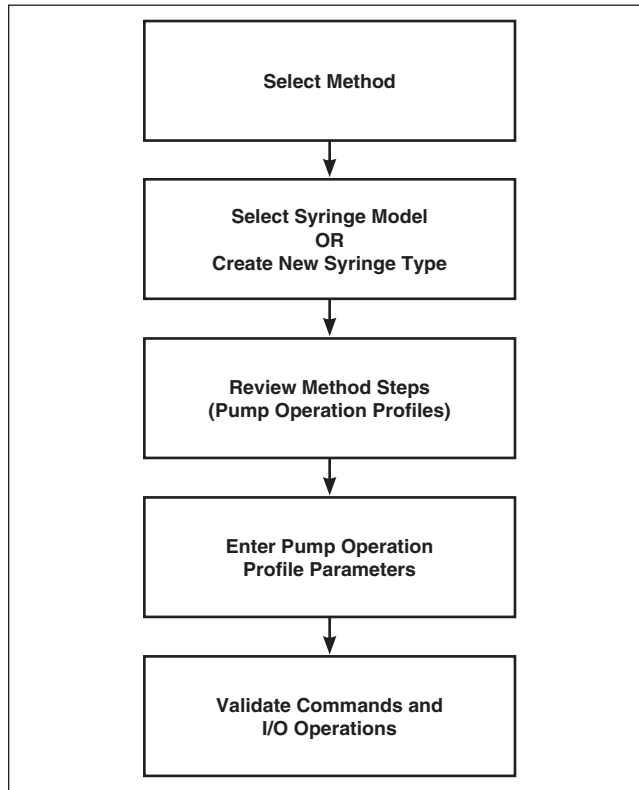 Select Method
Select Syringe Model
OR
Create New Syringe Type
Review Method Steps
(Pump Operation Profiles)
Enter Pump Operation
Profile Parameters
Validate Commands and
I/O Operations